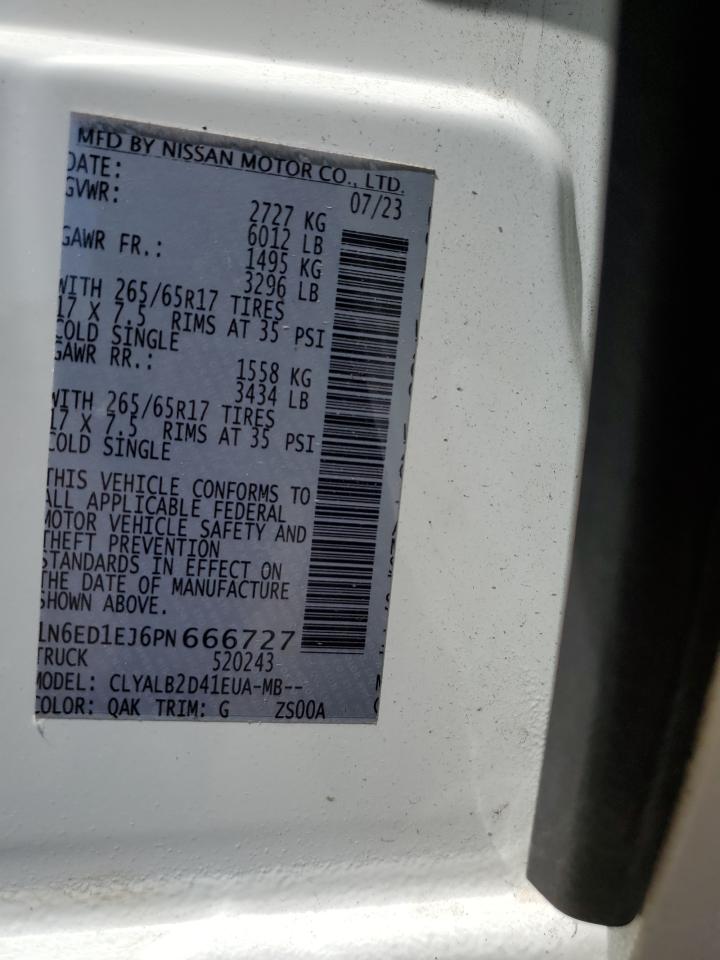 MFD BY NISSAN MOTOR CO., LTD.
DATE: 07/23
GVWR: 2727 KG
6012 LB
GAWR FR.: 1495 KG
3296 LB
WITH 265/65R17 TIRES
17 X 7.5 RIMS AT 35 PSI
COLD SINGLE
GAWR RR.: 1558 KG
3434 LB
WITH 265/65R17 TIRES
17 X 7.5 RIMS AT 35 PSI
COLD SINGLE
THIS VEHICLE CONFORMS TO
ALL APPLICABLE FEDERAL
MOTOR VEHICLE SAFETY AND
THEFT PREVENTION
STANDARDS IN EFFECT ON
THE DATE OF MANUFACTURE
SHOWN ABOVE.
1N6ED1EJ6PN666727
TRUCK 520243
MODEL: CLYALB2D41EUA-MB--
COLOR: QAK TRIM: G ZS00A